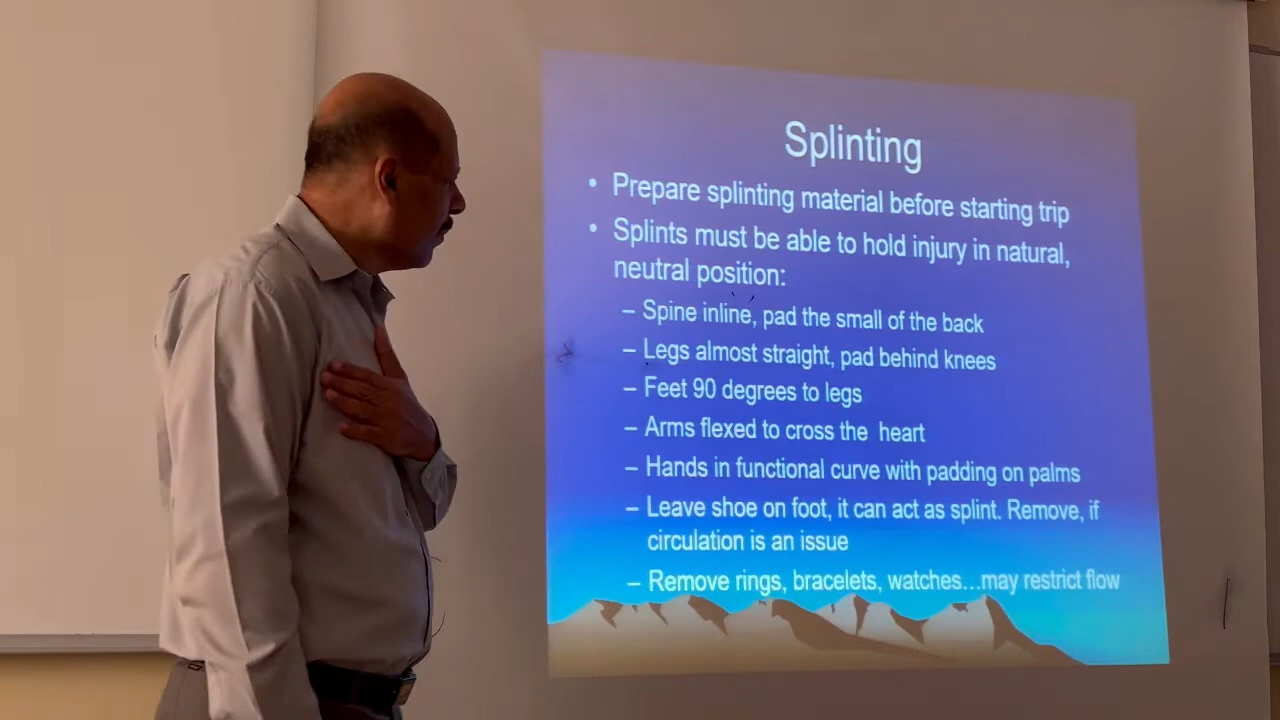 Splinting
• Prepare splinting material before starting trip
• Splints must be able to hold injury in natural,
neutral position:
– Spine inline, pad the small of the back
– Legs almost straight, pad behind knees
– Feet 90 degrees to legs
– Arms flexed to cross the heart
– Hands in functional curve with padding on palms
– Leave shoe on foot, it can act as splint. Remove, if
circulation is an issue
– Remove rings, bracelets, watches...may restrict flow